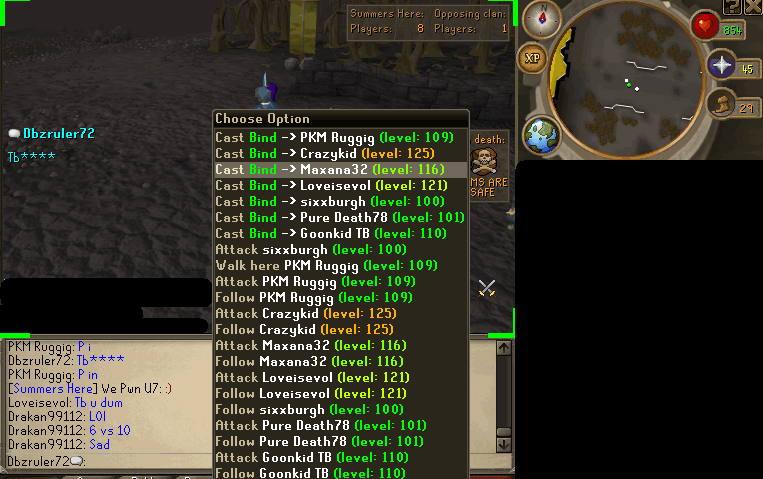 Summers Here: Opposing clan:
Players: 8 Players: 1
854
XP
45
29
Dbzruler72
Tb****
death:
MS ARE
SAFE
Choose Option
Cast Bind -> PKM Ruggig (level: 109)
Cast Bind -> Crazykid (level: 125)
Cast Bind -> Maxana32 (level: 116)
Cast Bind -> Loveisevol (level: 121)
Cast Bind -> sixxburgh (level: 100)
Cast Bind -> Pure Death78 (level: 101)
Cast Bind -> Goonkid TB (level: 110)
Attack sixxburgh (level: 100)
Walk here PKM Ruggig (level: 109)
Attack PKM Ruggig (level: 109)
Follow PKM Ruggig (level: 109)
Attack Crazykid (level: 125)
Follow Crazykid (level: 125)
Attack Maxana32 (level: 116)
Follow Maxana32 (level: 116)
Attack Loveisevol (level: 121)
Follow Loveisevol (level: 121)
Follow sixxburgh (level: 100)
Attack Pure Death78 (level: 101)
Follow Pure Death78 (level: 101)
Attack Goonkid TB (level: 110)
Follow Goonkid TB (level: 110)
PKM Ruggig: P i
Dbzruler72: Tb****
PKM Ruggig: P in
[Summers Here] We Pwn U7: :)
Loveisevol: Tb u dum
Drakan99112: LOl
Drakan99112: 6 vs 10
Drakan99112: Sad
Dbzruler72: